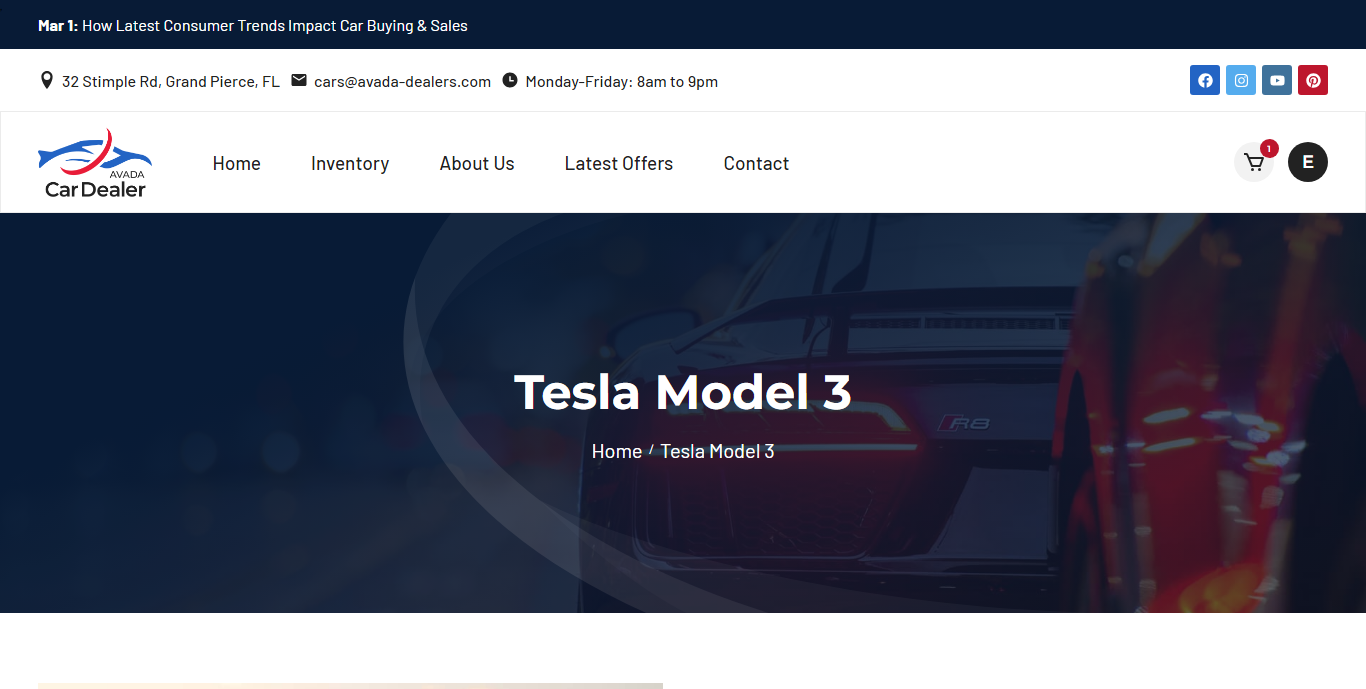 Mar 1: How Latest Consumer Trends Impact Car Buying & Sales
32 Stimple Rd, Grand Pierce, FL cars@avada-dealers.com Monday-Friday: 8am to 9pm
AVADA
CarDealer
Home Inventory About Us Latest Offers Contact
1
E
R8
Tesla Model 3
Home / Tesla Model 3